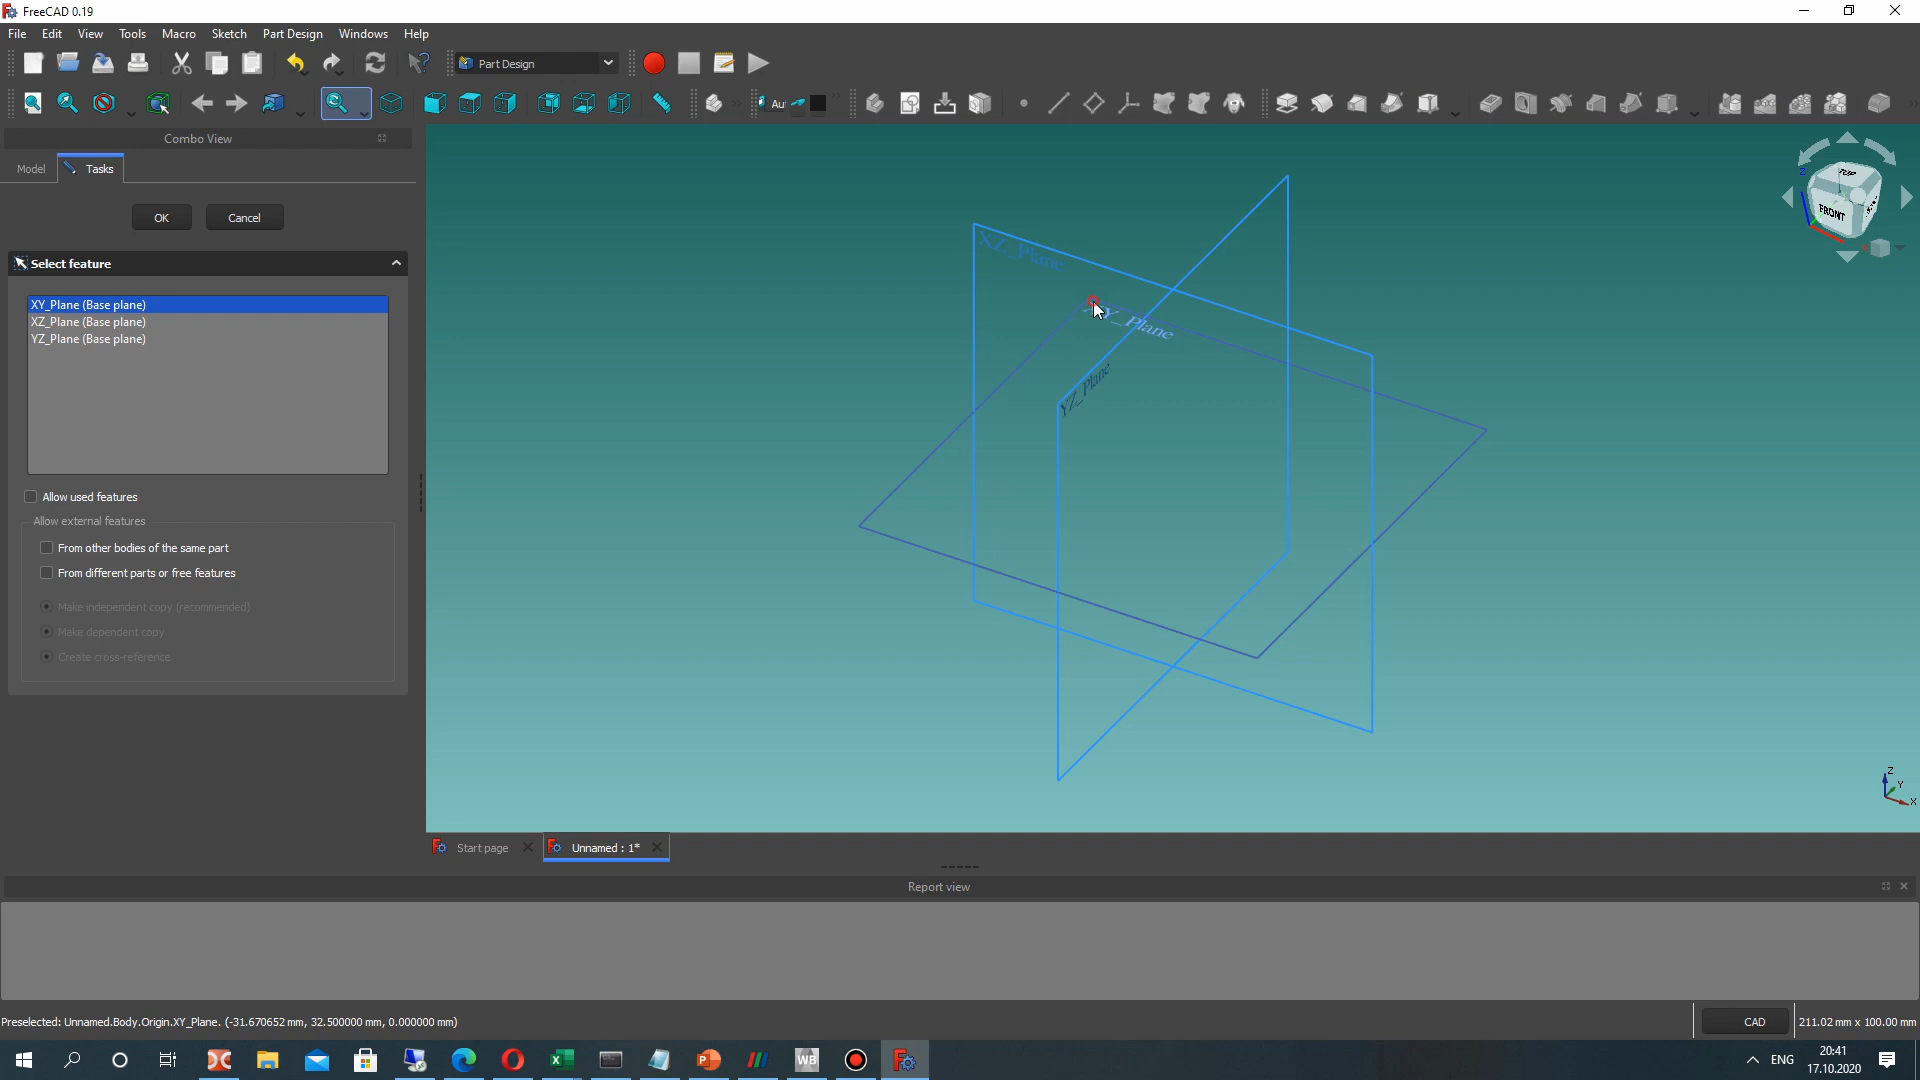 FreeCAD 0.19
File Edit View Tools Macro Sketch Part Design Windows Help
Part Design
Aut
Combo View
Model Tasks
OK Cancel
Select feature
XY_Plane (Base plane)
XZ_Plane (Base plane)
YZ_Plane (Base plane)
Allow used features
Allow external features
From other bodies of the same part
From different parts or free features
Make independent copy (recommended)
Make dependent copy
Create cross-reference
XZ_Plane
XY_Plane
YZ_Plane
TOP
FRONT
Z
Z
Y
X
Start page Unnamed : 1*
Report view
Preselected: Unnamed.Body.Origin.XY_Plane. (-31.670652 mm, 32.500000 mm, 0.000000 mm)
CAD 211.02 mm x 100.00 mm
WB
ENG 20:41
17.10.2020